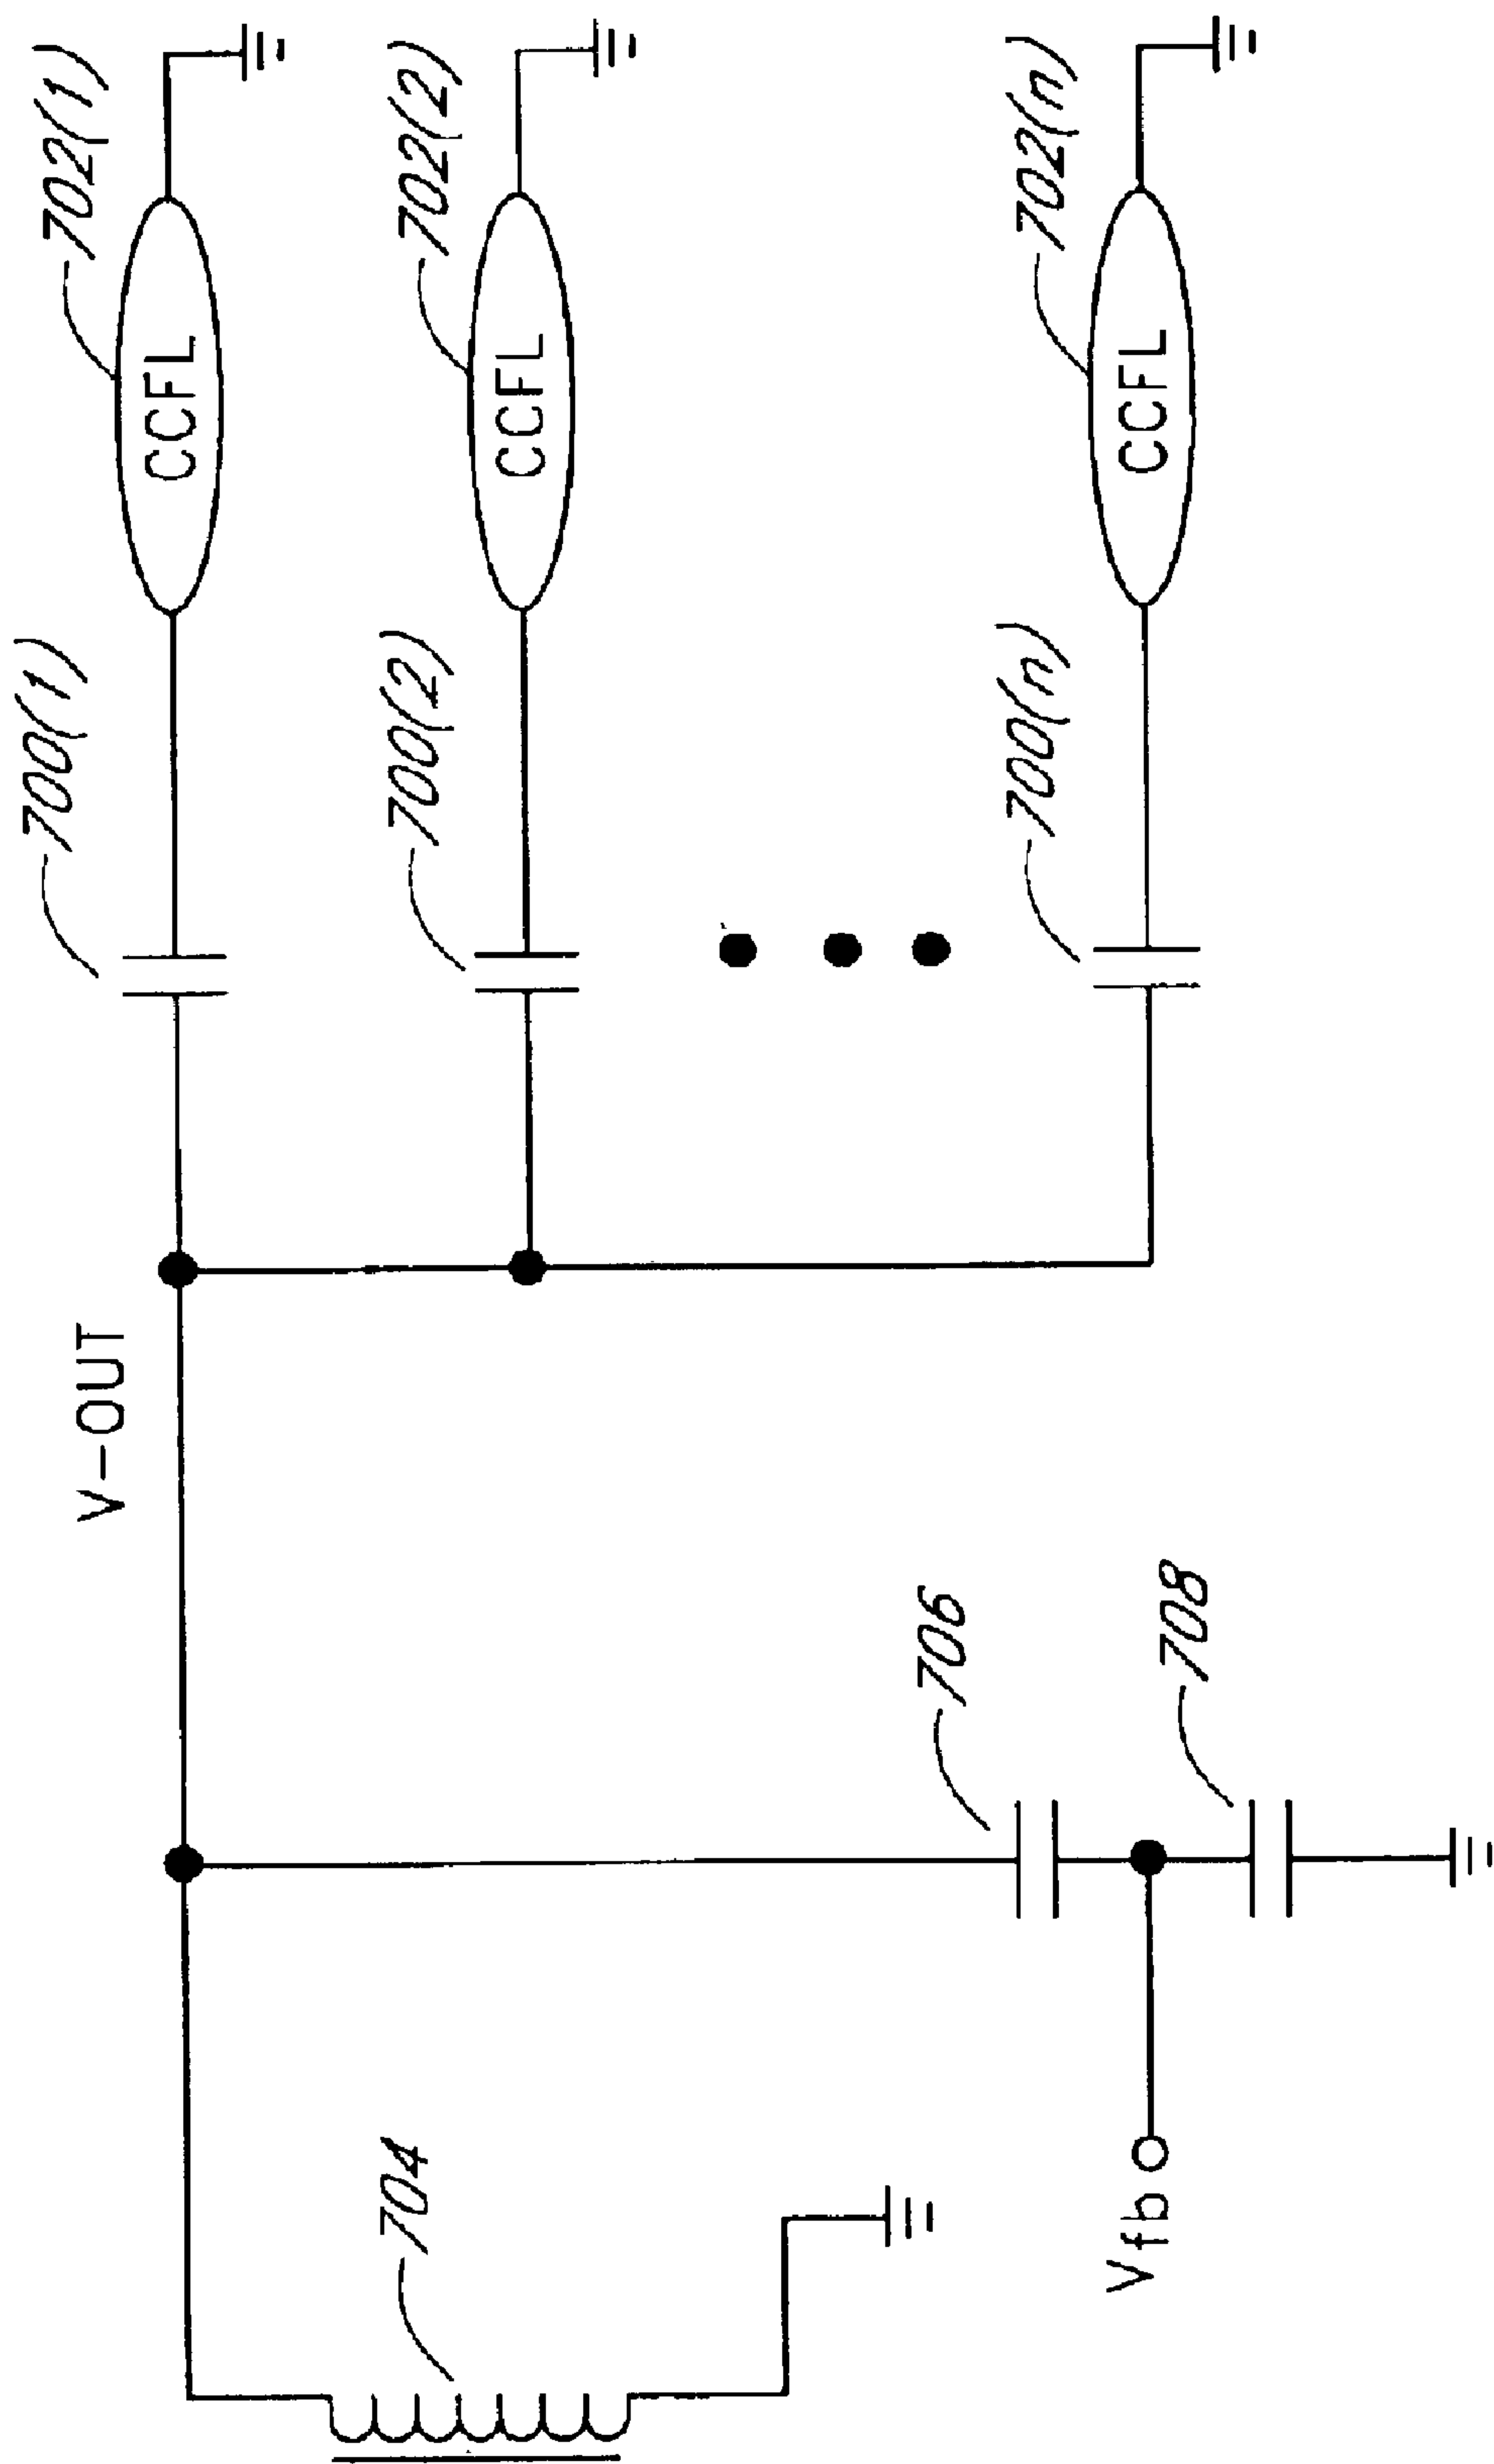 704
V-OUT
706
Vfb
708
700(1)
702(1)
CCFL
700(2)
702(2)
CCFL
700(n)
702(n)
CCFL